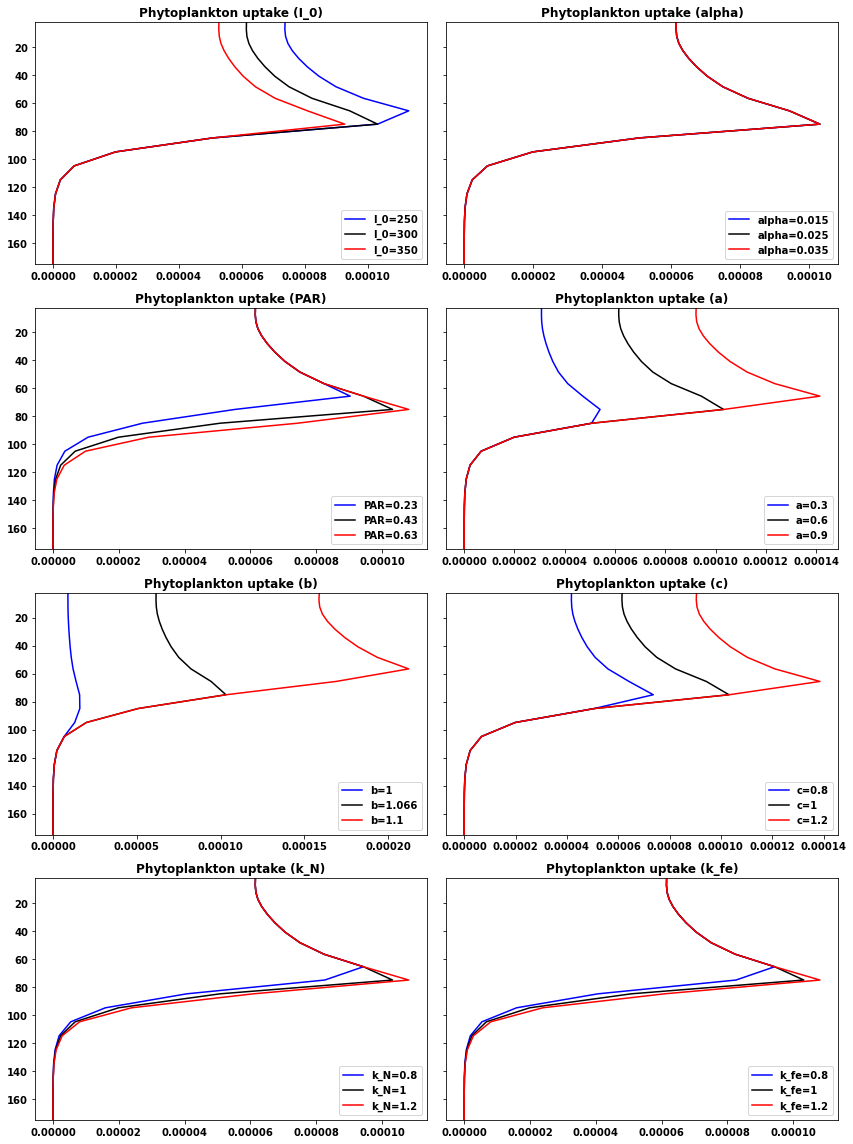 Phytoplankton uptake (I_0)
20
40
60
80
100
120
140
160
I_0=250
I_0=300
I_0=350
0.00000 0.00002 0.00004 0.00006 0.00008 0.00010
Phytoplankton uptake (alpha)
alpha=0.015
alpha=0.025
alpha=0.035
0.00000 0.00002 0.00004 0.00006 0.00008 0.00010
Phytoplankton uptake (PAR)
20
40
60
80
100
120
140
160
PAR=0.23
PAR=0.43
PAR=0.63
0.00000 0.00002 0.00004 0.00006 0.00008 0.00010
Phytoplankton uptake (a)
a=0.3
a=0.6
a=0.9
0.00000 0.00002 0.00004 0.00006 0.00008 0.00010 0.00012 0.00014
Phytoplankton uptake (b)
20
40
60
80
100
120
140
160
b=1
b=1.066
b=1.1
0.00000 0.00005 0.00010 0.00015 0.00020
Phytoplankton uptake (c)
c=0.8
c=1
c=1.2
0.00000 0.00002 0.00004 0.00006 0.00008 0.00010 0.00012 0.00014
Phytoplankton uptake (k_N)
20
40
60
80
100
120
140
160
k_N=0.8
k_N=1
k_N=1.2
0.00000 0.00002 0.00004 0.00006 0.00008 0.00010
Phytoplankton uptake (k_fe)
k_fe=0.8
k_fe=1
k_fe=1.2
0.00000 0.00002 0.00004 0.00006 0.00008 0.00010